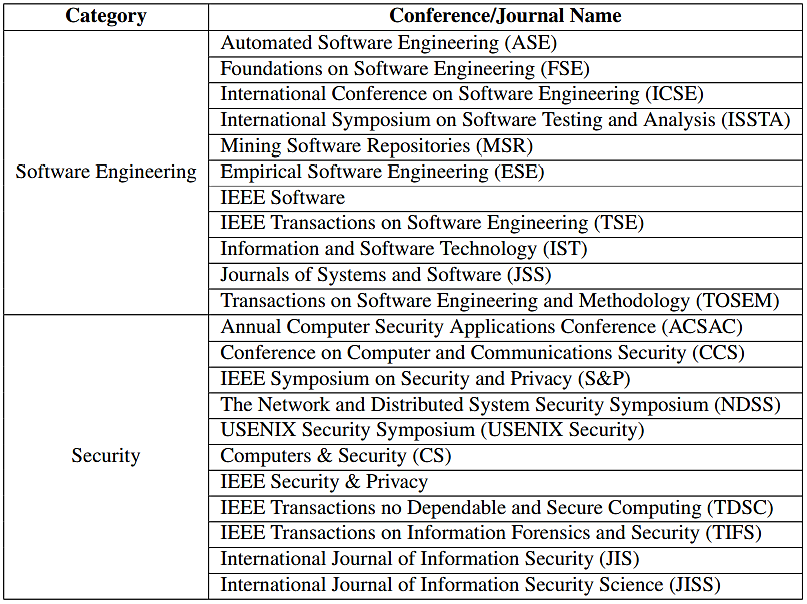 Category Conference/Journal Name
Software Engineering
Automated Software Engineering (ASE)
Foundations on Software Engineering (FSE)
International Conference on Software Engineering (ICSE)
International Symposium on Software Testing and Analysis (ISSTA)
Mining Software Repositories (MSR)
Empirical Software Engineering (ESE)
IEEE Software
IEEE Transactions on Software Engineering (TSE)
Information and Software Technology (IST)
Journals of Systems and Software (JSS)
Transactions on Software Engineering and Methodology (TOSEM)
Security
Annual Computer Security Applications Conference (ACSAC)
Conference on Computer and Communications Security (CCS)
IEEE Symposium on Security and Privacy (S&P)
The Network and Distributed System Security Symposium (NDSS)
USENIX Security Symposium (USENIX Security)
Computers & Security (CS)
IEEE Security & Privacy
IEEE Transactions no Dependable and Secure Computing (TDSC)
IEEE Transactions on Information Forensics and Security (TIFS)
International Journal of Information Security (JIS)
International Journal of Information Security Science (JISS)